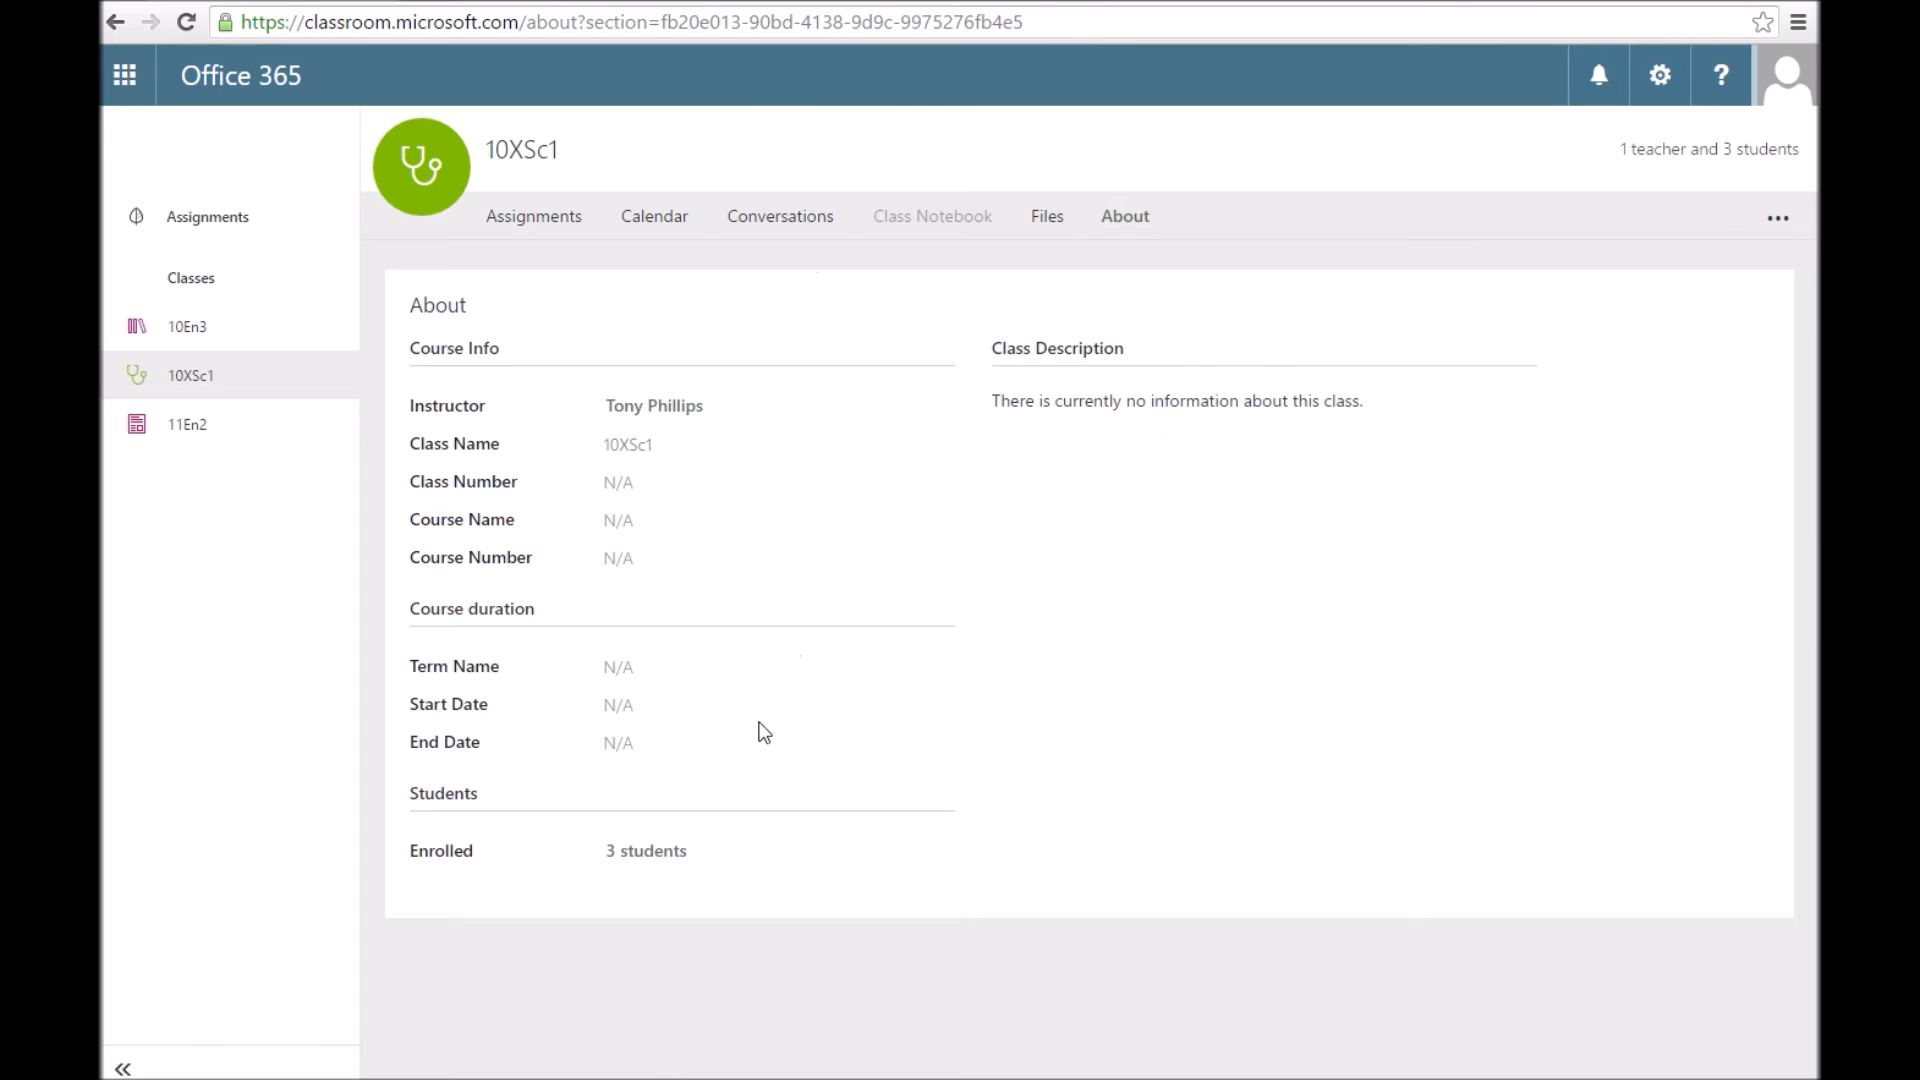 https://classroom.microsoft.com/about?section=fb20e013-90bd-4138-9d9c-9975276fb4e5
Office 365
?
10XSc1
1 teacher and 3 students
Assignments
Classes
10En3
10XSc1
11En2
Assignments Calendar Conversations Class Notebook Files About
About
Course Info
Instructor Tony Phillips
Class Name 10XSc1
Class Number N/A
Course Name N/A
Course Number N/A
Course duration
Term Name N/A
Start Date N/A
End Date N/A
Students
Enrolled 3 students
Class Description
There is currently no information about this class.